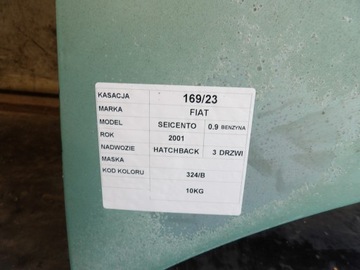 KASACJA 169/23
MARKA FIAT
MODEL SEICENTO 0.9 BENZYNA
ROK 2001
NADWOZIE HATCHBACK 3 DRZWI
MASKA
KOD KOLORU 324/B
10KG